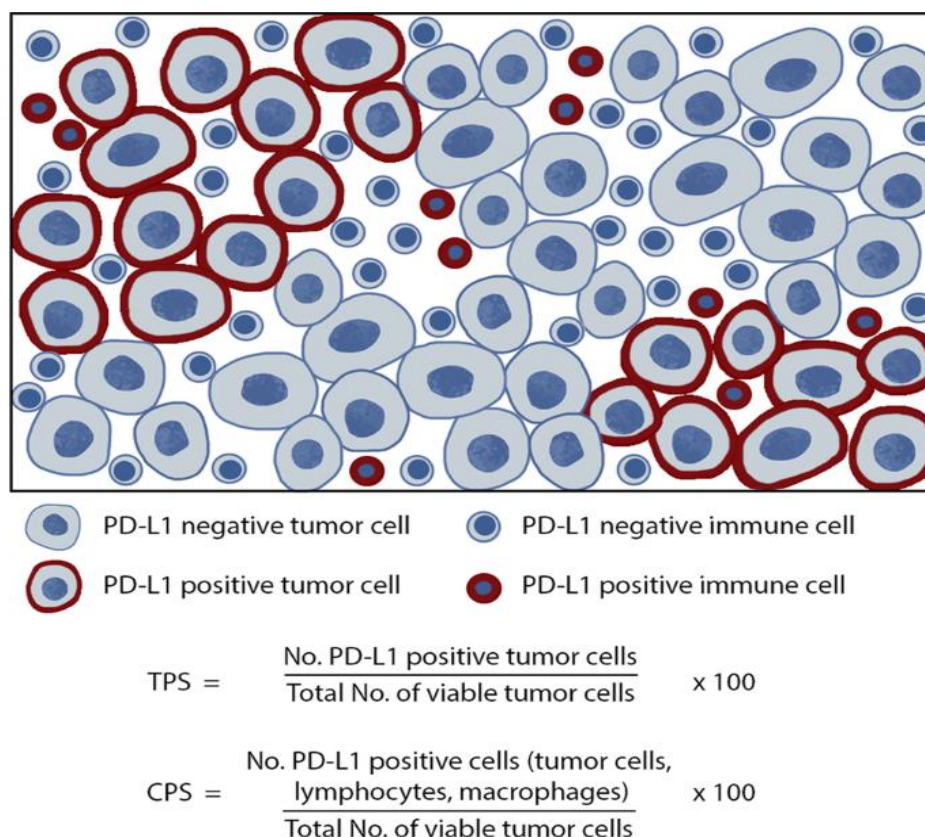 PD-L1 negative tumor cell
PD-L1 negative immune cell
PD-L1 positive tumor cell
PD-L1 positive immune cell
TPS = No. PD-L1 positive tumor cells x 100
Total No. of viable tumor cells
No. PD-L1 positive cells (tumor cells,
CPS = lymphocytes, macrophages) x 100
Total No. of viable tumor cells